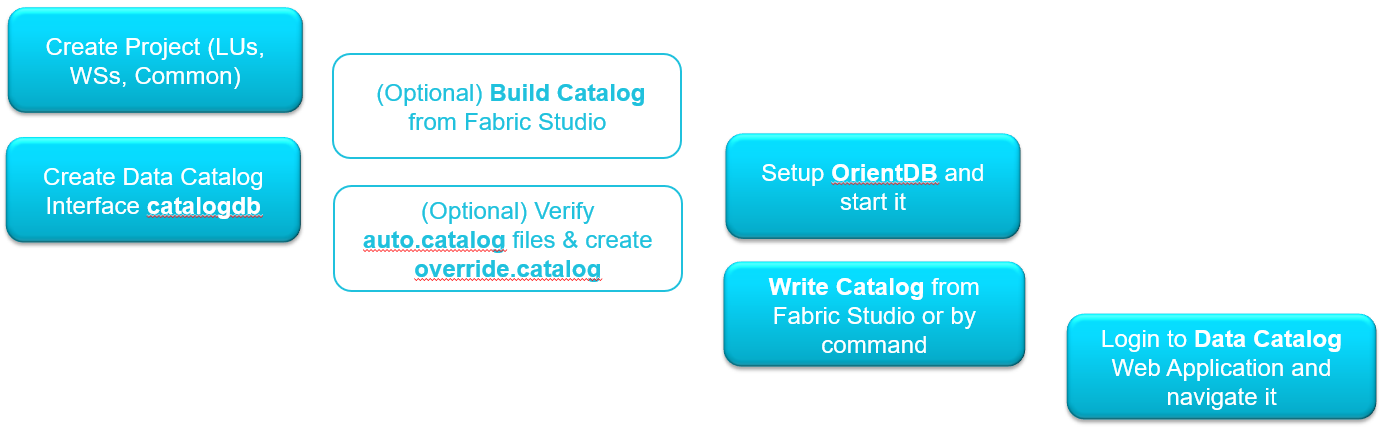 Create Project (LUs,
WSs, Common)
Create Data Catalog
Interface catalogdb
(Optional) Build Catalog
from Fabric Studio
(Optional) Verify
auto.catalog files & create
override.catalog
Setup OrientDB and
start it
Write Catalog from
Fabric Studio or by
command
Login to Data Catalog
Web Application and
navigate it